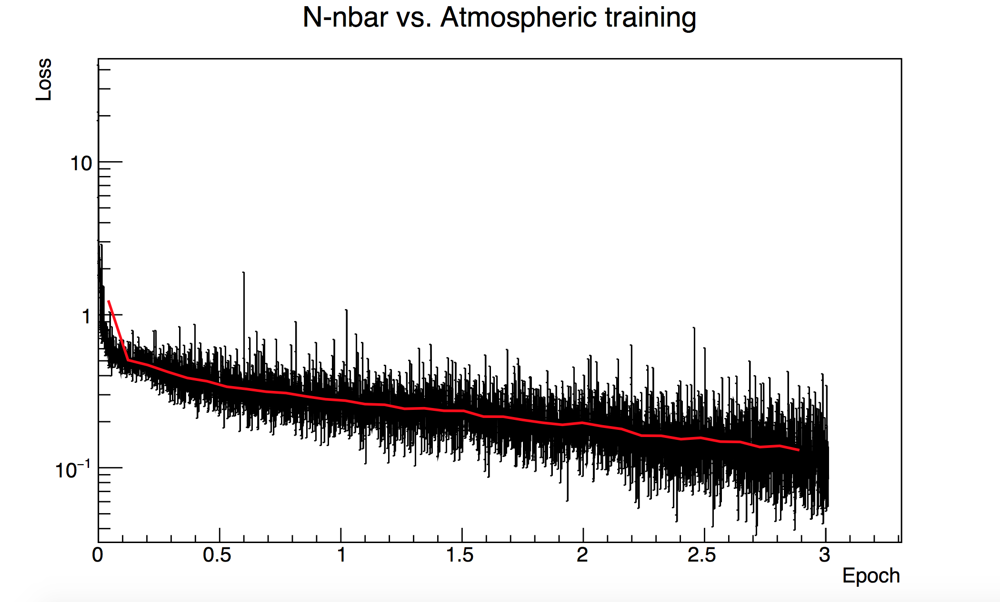 N-nbar vs. Atmospheric training
Loss
10
1
10⁻¹
0 0.5 1 1.5 2 2.5 3
Epoch